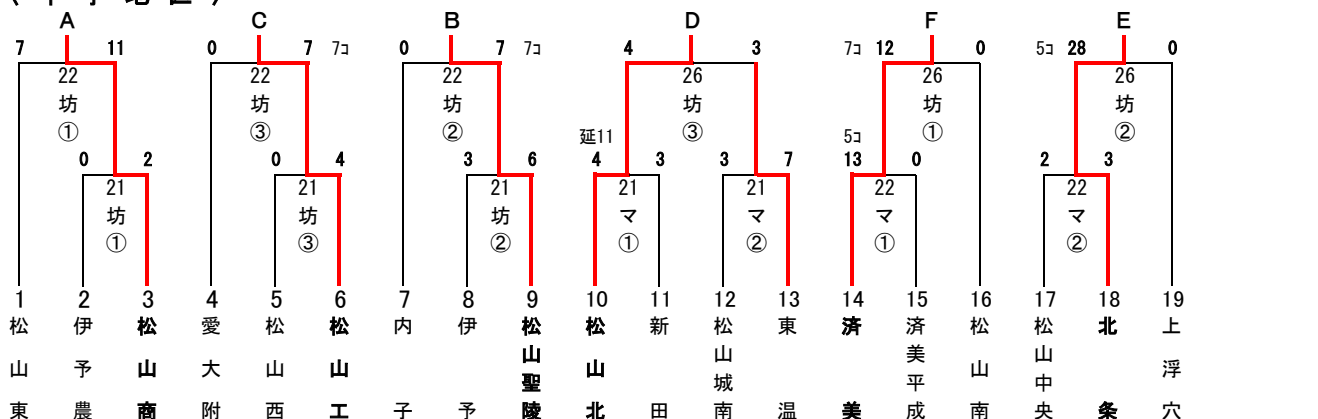 A C B D F E
7 11 0 7 7コ 0 7 7コ 4 3 7コ 12 0 5コ 28 0
22 22 22 26 26 26
坊 坊 坊 坊 坊 坊
① ③ ② ③ ① ②
延11 5コ
0 2 0 4 3 6 4 3 3 7 13 0 2 3
21 21 21 21 21 22 22
坊 坊 坊 マ マ マ マ
① ③ ② ① ② ① ②
1 2 3 4 5 6 7 8 9 10 11 12 13 14 15 16 17 18 19
松山東 伊予農 松山商 愛大附 松山西 松山工 内子 伊予 松山聖陵 松山北 新田 松山城南 東温 済美 済美平成 松山南 松山中央 北条 上浮穴